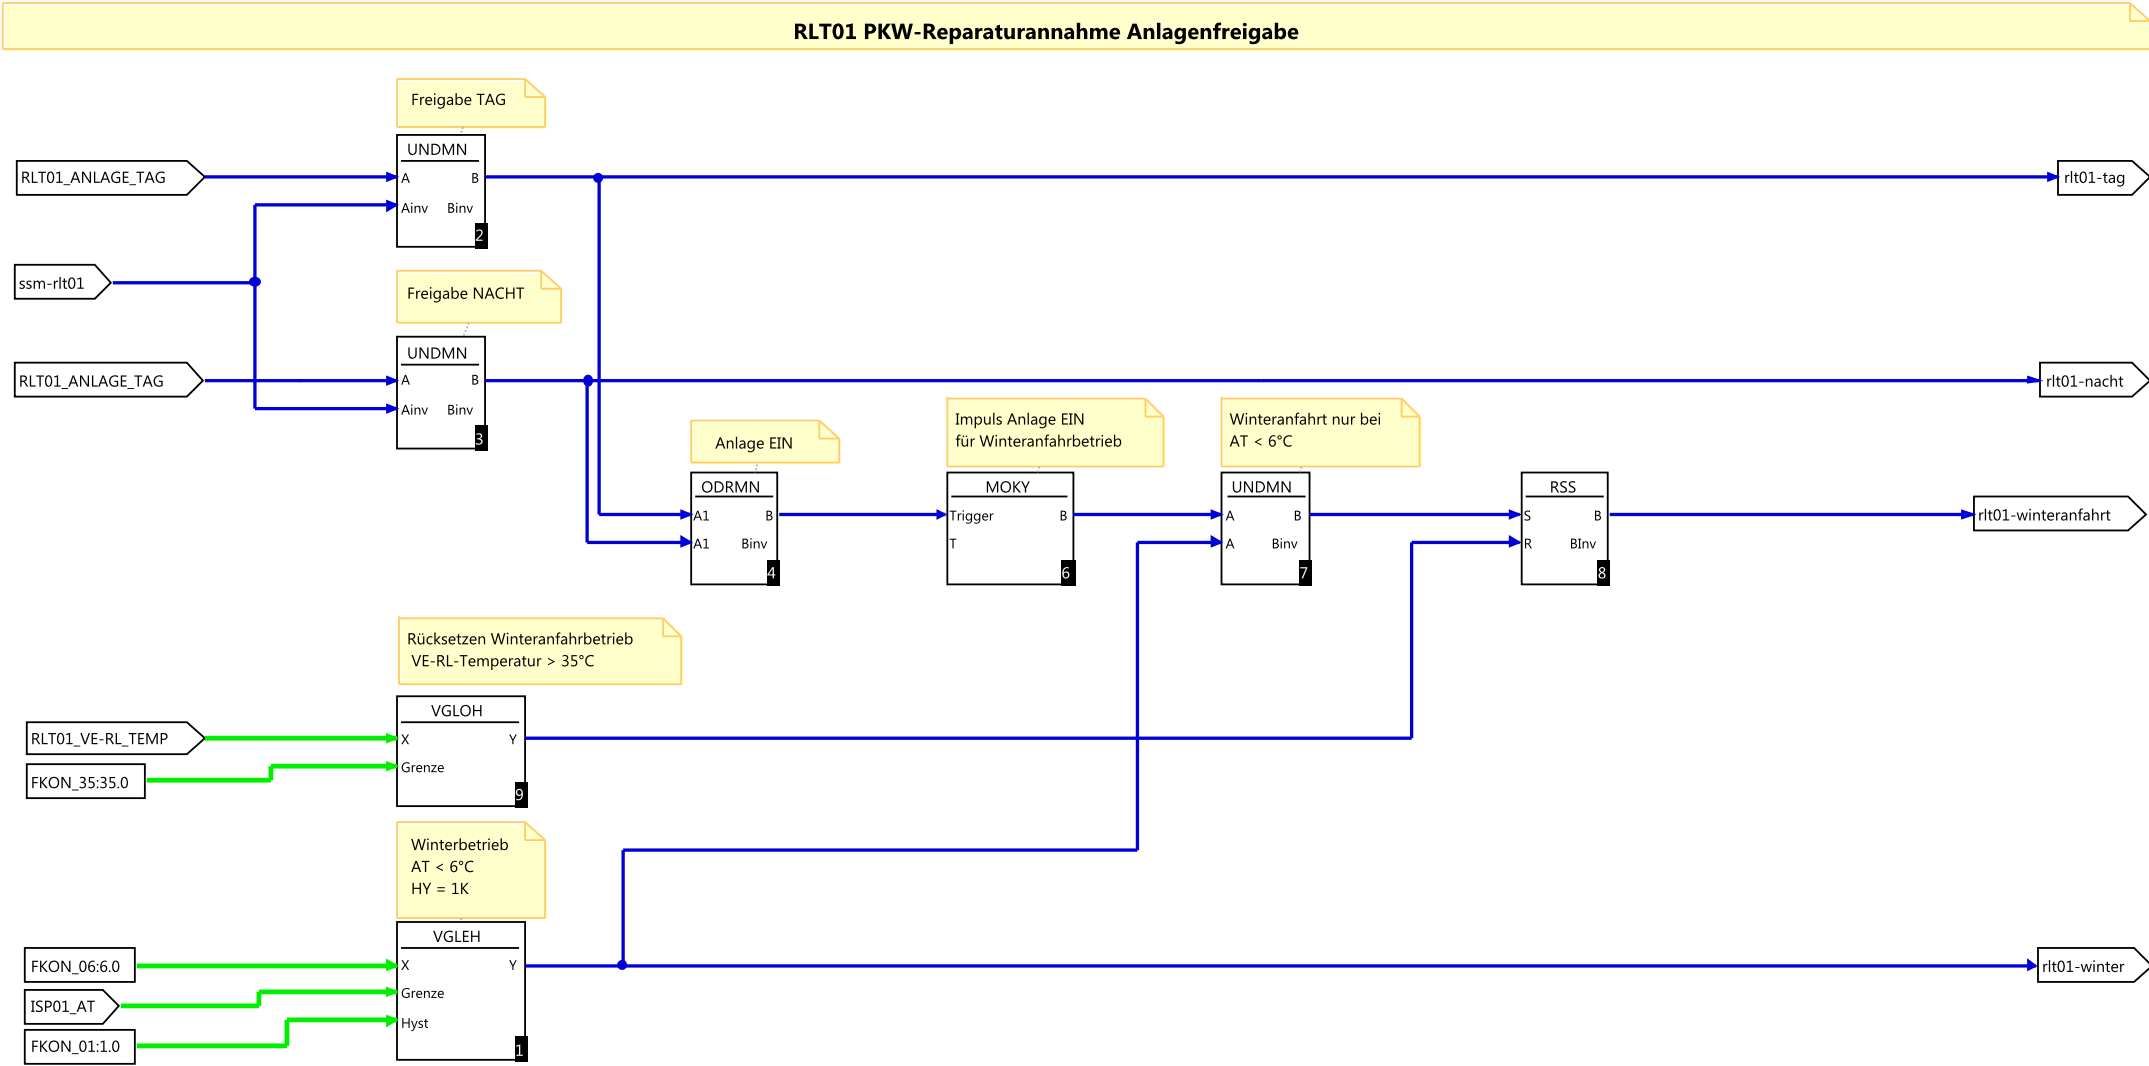 RLT01 PKW-Reparaturannahme Anlagenfreigabe
Freigabe TAG
UNDMN
RLT01_ANLAGE_TAG
A B
rlt01-tag
Ainv Binv
2
ssm-rlt01
Freigabe NACHT
UNDMN
RLT01_ANLAGE_TAG
A B
rlt01-nacht
Ainv Binv
3
Anlage EIN
Impuls Anlage EIN
für Winteranfahrbetrieb
Winteranfahrt nur bei
AT < 6°C
ODRMN
A1 B
A1 Binv
4
MOKY
Trigger B
T
6
UNDMN
A B
A Binv
7
RSS
S B
R BInv
8
rlt01-winteranfahrt
Rücksetzen Winteranfahrbetrieb
VE-RL-Temperatur > 35°C
VGLOH
RLT01_VE-RL_TEMP
X Y
FKON_35:35.0
Grenze
9
Winterbetrieb
AT < 6°C
HY = 1K
VGLEH
FKON_06:6.0
X Y
rlt01-winter
ISP01_AT
Grenze
FKON_01:1.0
Hyst
1